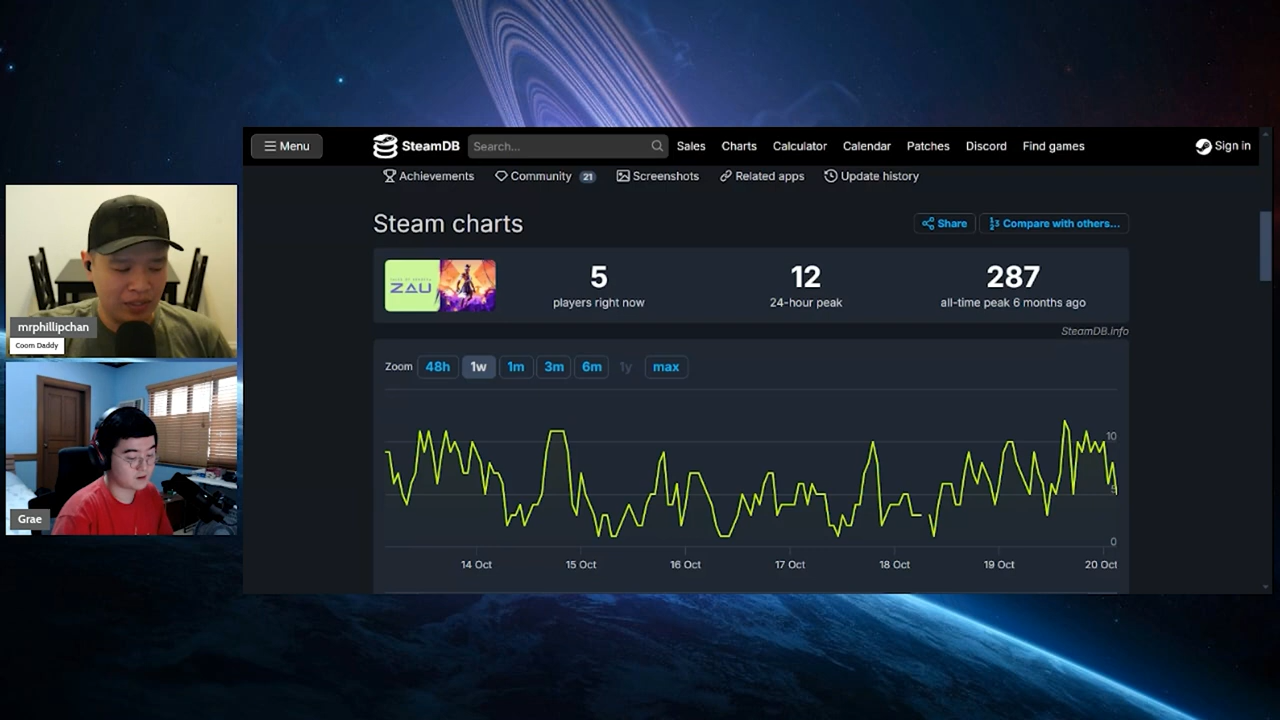 Menu
SteamDB
Search...
Sales
Charts
Calculator
Calendar
Patches
Discord
Find games
Sign in
Achievements
Community 21
Screenshots
Related apps
Update history
Steam charts
Share
Compare with others...
ZAU
5
players right now
12
24-hour peak
287
all-time peak 6 months ago
SteamDB.info
Zoom 48h 1w 1m 3m 6m 1y max
10
5
0
14 Oct 15 Oct 16 Oct 17 Oct 18 Oct 19 Oct 20 Oct
mrphillipchan
Coom Daddy
Grae